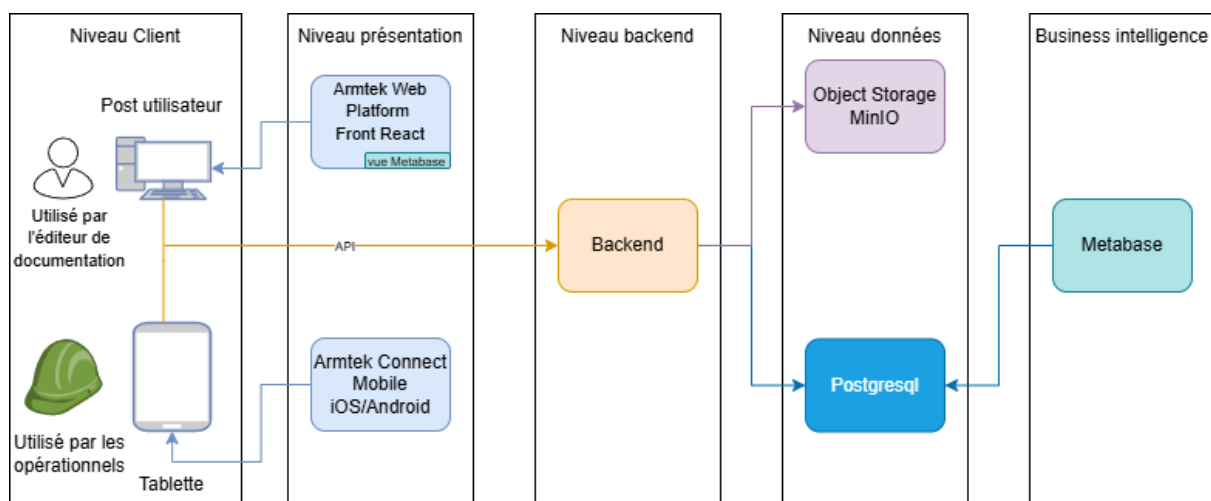 Niveau Client
Post utilisateur
Utilisé par
l'éditeur de
documentation
Utilisé par les
opérationnels
Tablette
Niveau présentation
Armtek Web
Platform
Front React
vue Metabase
Armtek Connect
Mobile
iOS/Android
API
Niveau backend
Backend
Niveau données
Object Storage
MinIO
Postgresql
Business intelligence
Metabase